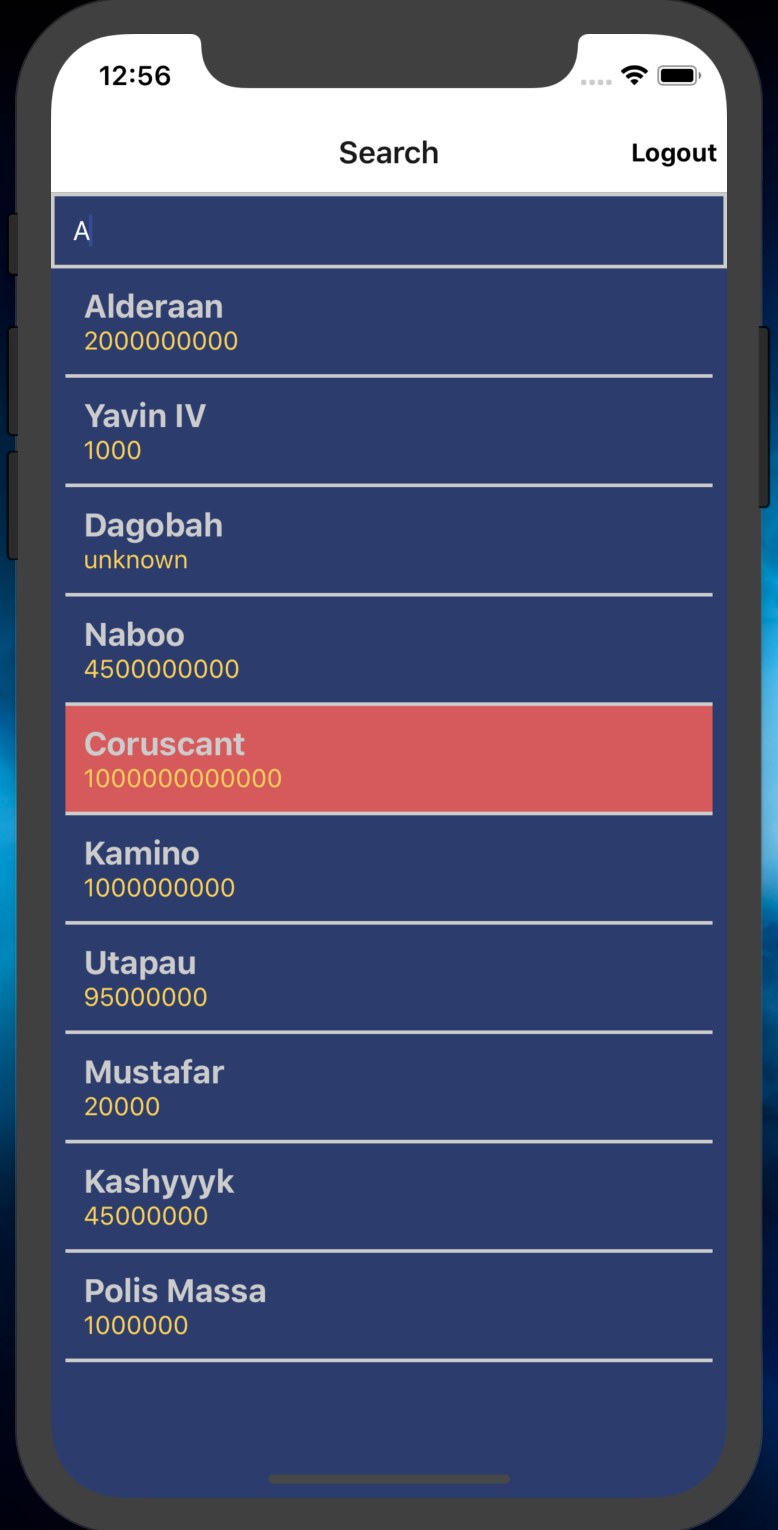 12:56
Search Logout
A
Alderaan
2000000000
Yavin IV
1000
Dagobah
unknown
Naboo
4500000000
Coruscant
1000000000000
Kamino
1000000000
Utapau
95000000
Mustafar
20000
Kashyyyk
45000000
Polis Massa
1000000